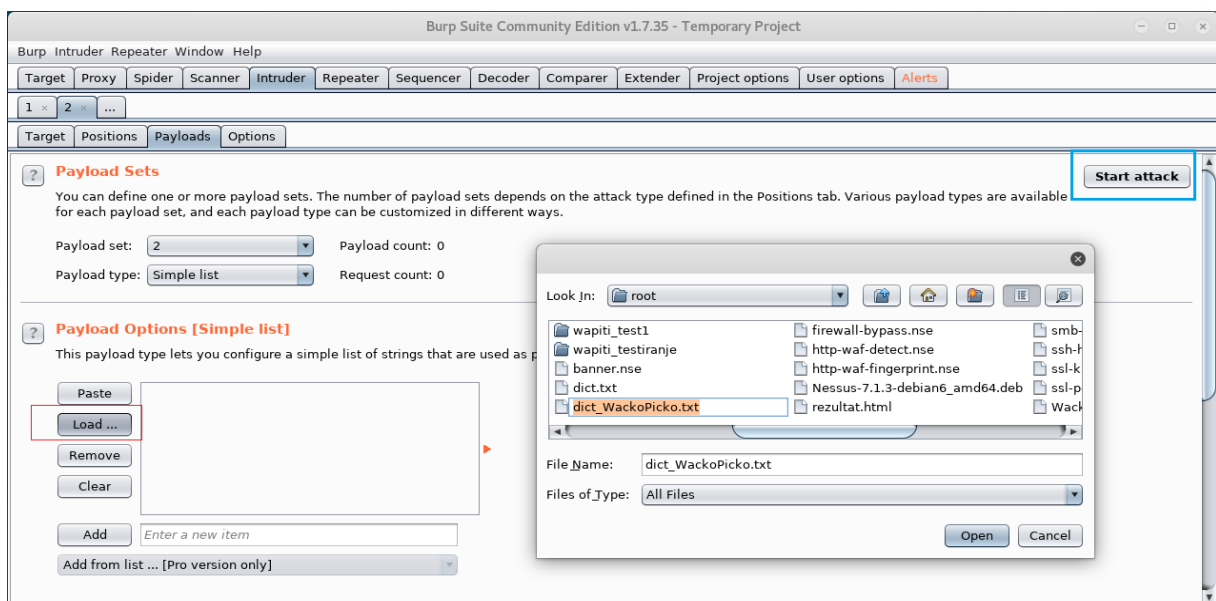 Burp Suite Community Edition v1.7.35 - Temporary Project
Burp Intruder Repeater Window Help
Target Proxy Spider Scanner Intruder Repeater Sequencer Decoder Comparer Extender Project options User options Alerts
1 × 2 × ...
Target Positions Payloads Options
? Payload Sets
Start attack
You can define one or more payload sets. The number of payload sets depends on the attack type defined in the Positions tab. Various payload types are available
for each payload set, and each payload type can be customized in different ways.
Payload set: 2 Payload count: 0
Payload type: Simple list Request count: 0
? Payload Options [Simple list]
This payload type lets you configure a simple list of strings that are used as p
Paste
Load ...
Remove
Clear
Add Enter a new item
Add from list ... [Pro version only]
Look In: root
wapiti_test1 firewall-bypass.nse smb-
wapiti_testiranje http-waf-detect.nse ssh-h
banner.nse http-waf-fingerprint.nse ssl-k
dict.txt Nessus-7.1.3-debian6_amd64.deb ssl-p
dict_WackoPicko.txt rezultat.html Wack
File Name: dict_WackoPicko.txt
Files of Type: All Files
Open Cancel